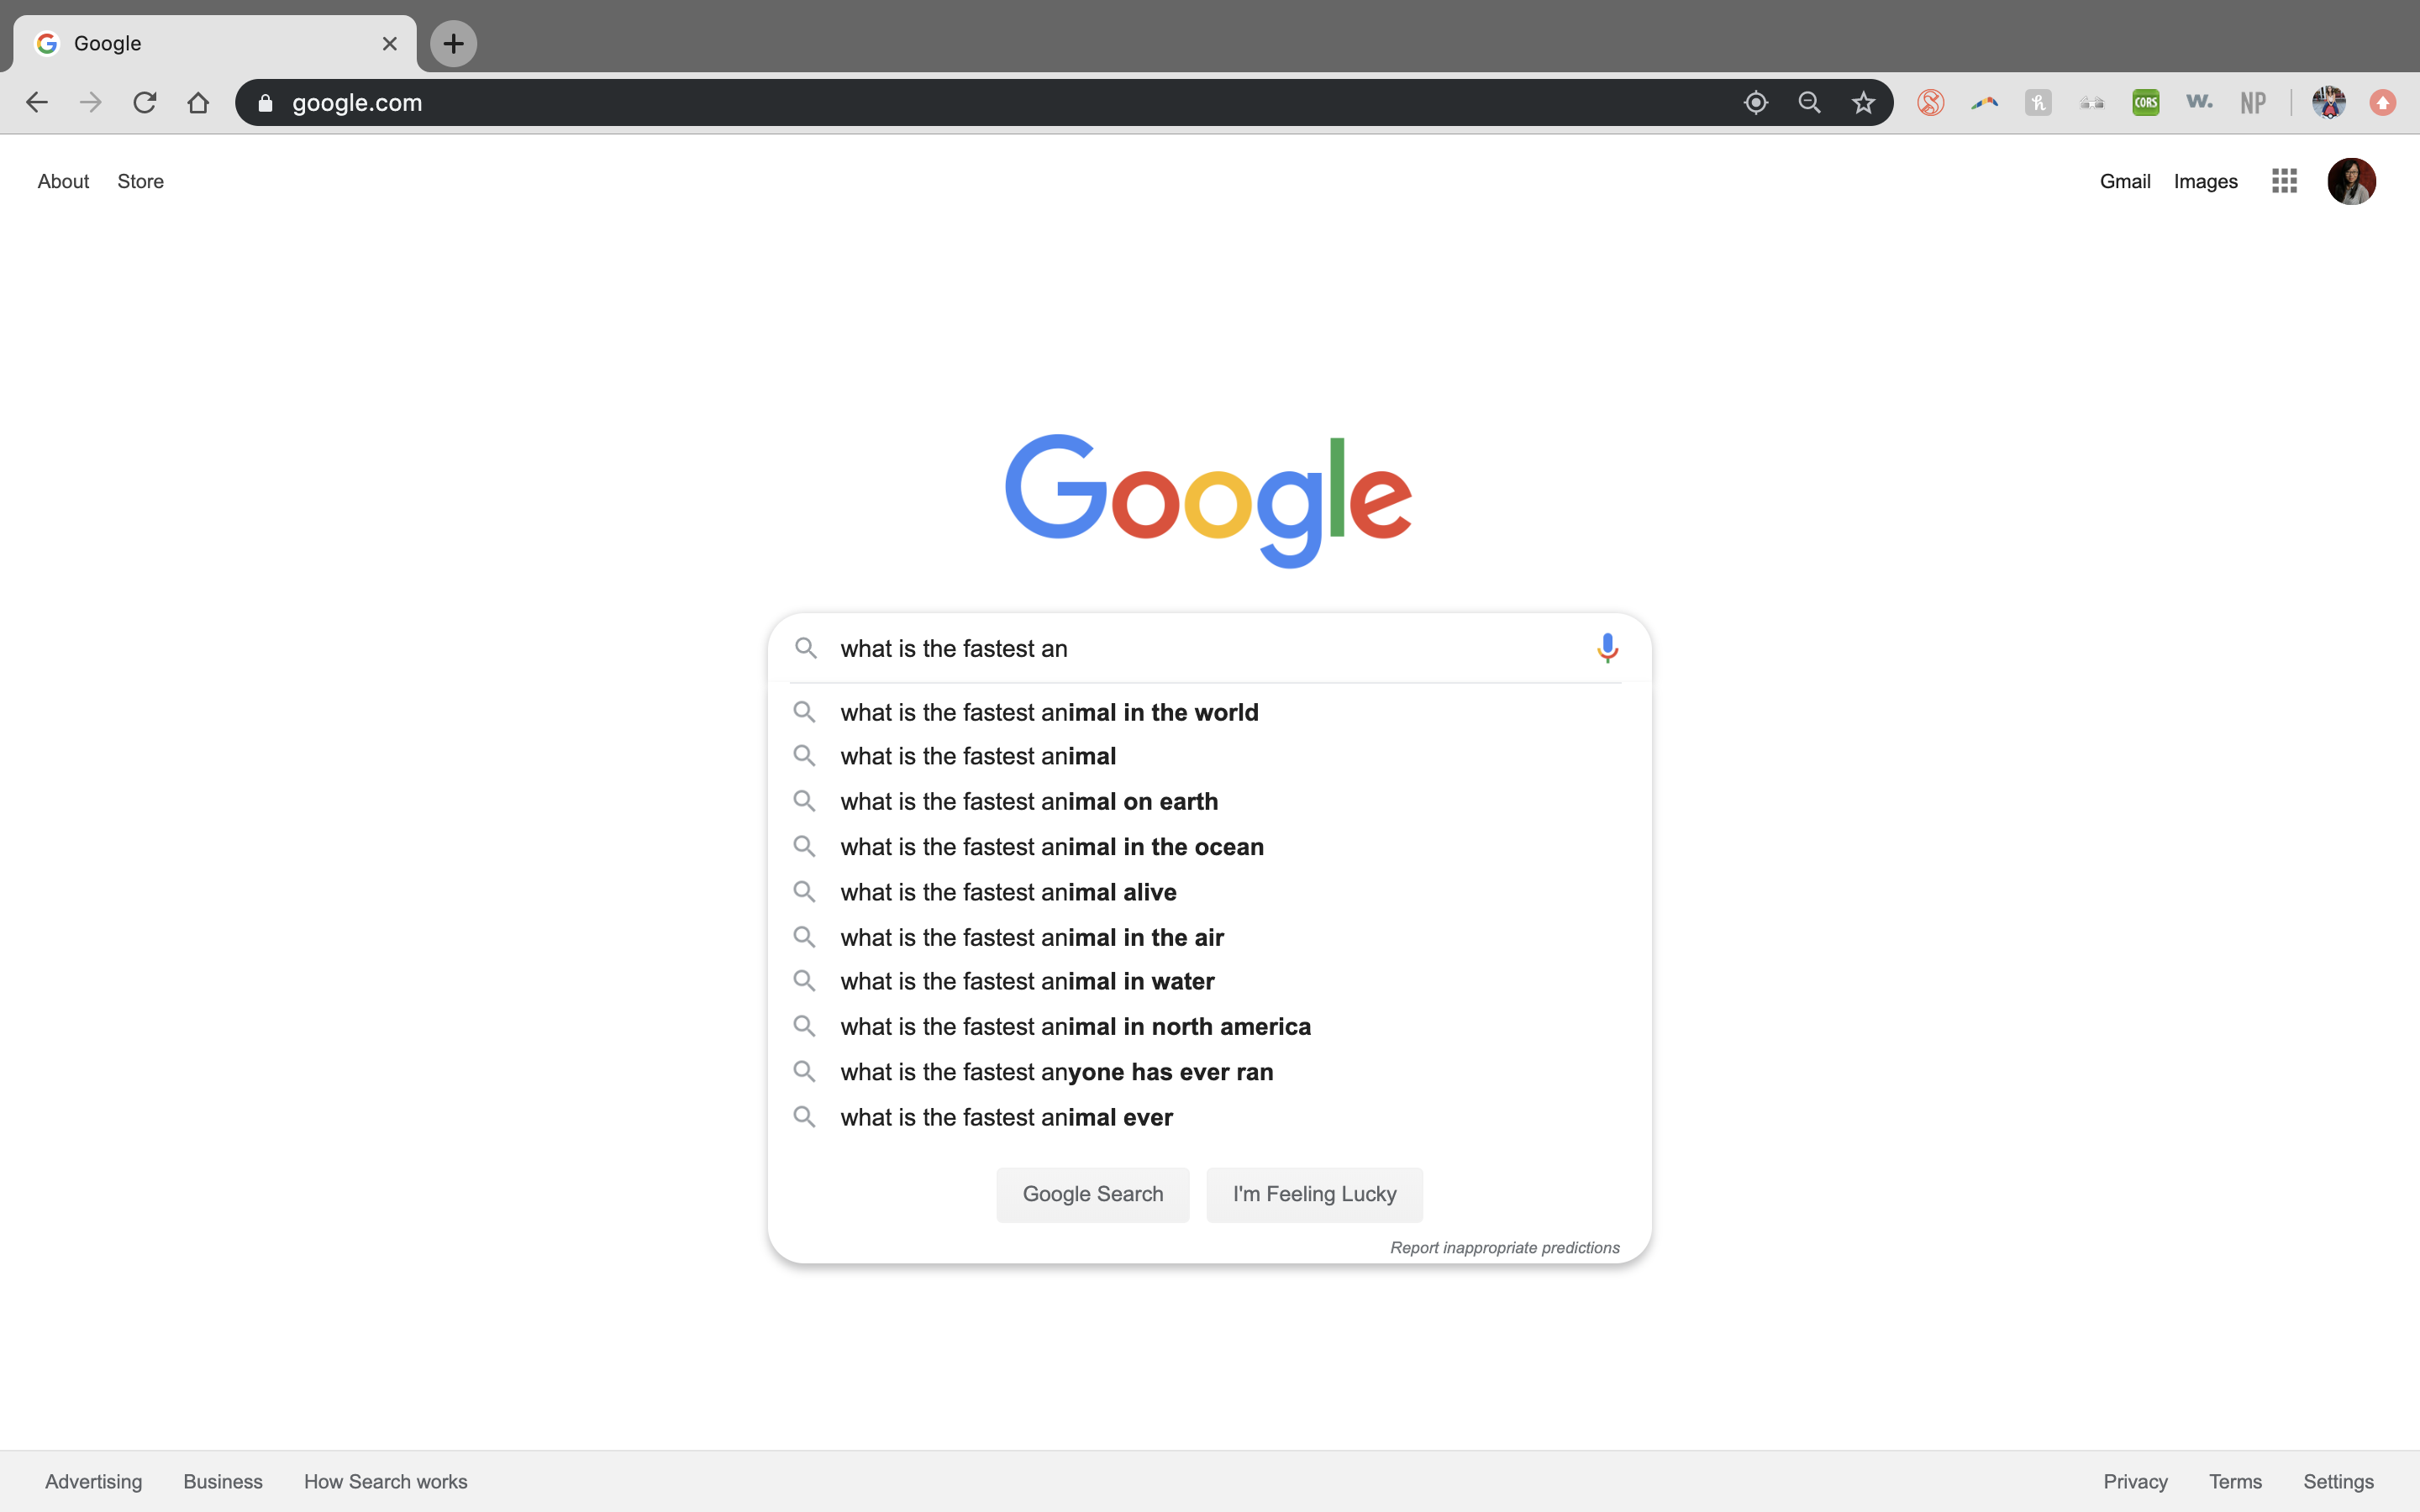 Google
google.com
CORS
w.
NP
About Store
Gmail Images
Google
what is the fastest an
what is the fastest animal in the world
what is the fastest animal
what is the fastest animal on earth
what is the fastest animal in the ocean
what is the fastest animal alive
what is the fastest animal in the air
what is the fastest animal in water
what is the fastest animal in north america
what is the fastest anyone has ever ran
what is the fastest animal ever
Google Search I'm Feeling Lucky
Report inappropriate predictions
Advertising Business How Search works
Privacy Terms Settings